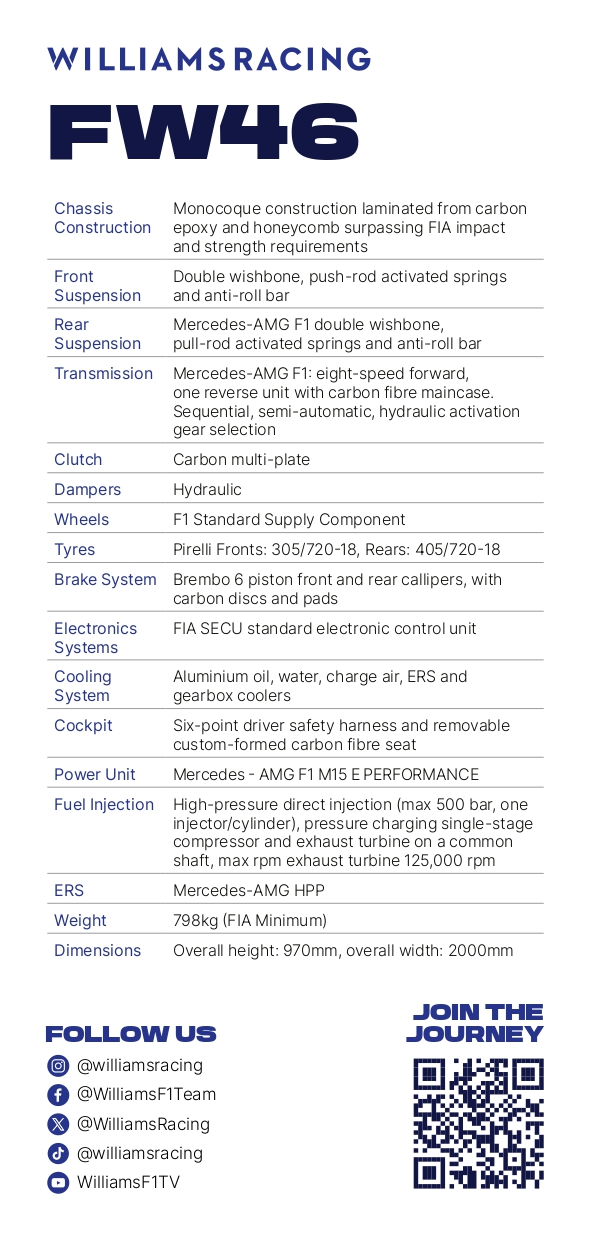 WILLIAMS RACING
FW46
Chassis Construction
Monocoque construction laminated from carbon
epoxy and honeycomb surpassing FIA impact
and strength requirements
Front Suspension
Double wishbone, push-rod activated springs
and anti-roll bar
Rear Suspension
Mercedes-AMG F1 double wishbone,
pull-rod activated springs and anti-roll bar
Transmission
Mercedes-AMG F1: eight-speed forward,
one reverse unit with carbon fibre maincase.
Sequential, semi-automatic, hydraulic activation
gear selection
Clutch
Carbon multi-plate
Dampers
Hydraulic
Wheels
F1 Standard Supply Component
Tyres
Pirelli Fronts: 305/720-18, Rears: 405/720-18
Brake System
Brembo 6 piston front and rear callipers, with
carbon discs and pads
Electronics Systems
FIA SECU standard electronic control unit
Cooling System
Aluminium oil, water, charge air, ERS and
gearbox coolers
Cockpit
Six-point driver safety harness and removable
custom-formed carbon fibre seat
Power Unit
Mercedes - AMG F1 M15 E PERFORMANCE
Fuel Injection
High-pressure direct injection (max 500 bar, one
injector/cylinder), pressure charging single-stage
compressor and exhaust turbine on a common
shaft, max rpm exhaust turbine 125,000 rpm
ERS
Mercedes-AMG HPP
Weight
798kg (FIA Minimum)
Dimensions
Overall height: 970mm, overall width: 2000mm
FOLLOW US
@williamsracing
@WilliamsF1Team
@WilliamsRacing
@williamsracing
WilliamsF1TV
JOIN THE
JOURNEY